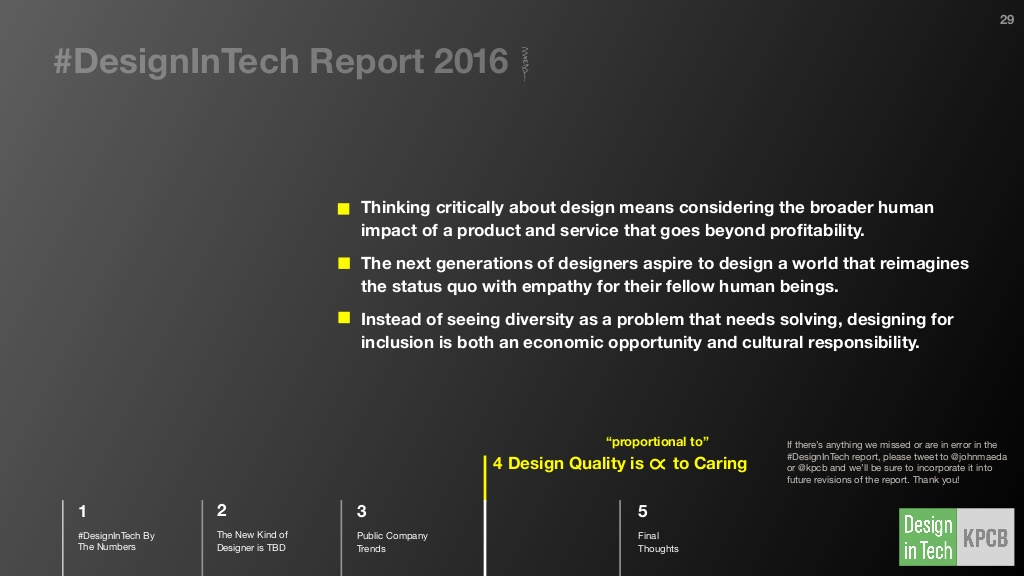 29
#DesignInTech Report 2016
Thinking critically about design means considering the broader human
impact of a product and service that goes beyond profitability.
The next generations of designers aspire to design a world that reimagines
the status quo with empathy for their fellow human beings.
Instead of seeing diversity as a problem that needs solving, designing for
inclusion is both an economic opportunity and cultural responsibility.
“proportional to”
4 Design Quality is ∝ to Caring
If there's anything we missed or are in error in the
#DesignInTech report, please tweet to @johnmaeda
or @kpcb and we'll be sure to incorporate it into
future revisions of the report. Thank you!
1
#DesignInTech By
The Numbers
2
The New Kind of
Designer is TBD
3
Public Company
Trends
5
Final
Thoughts
Design
in Tech
KPCB